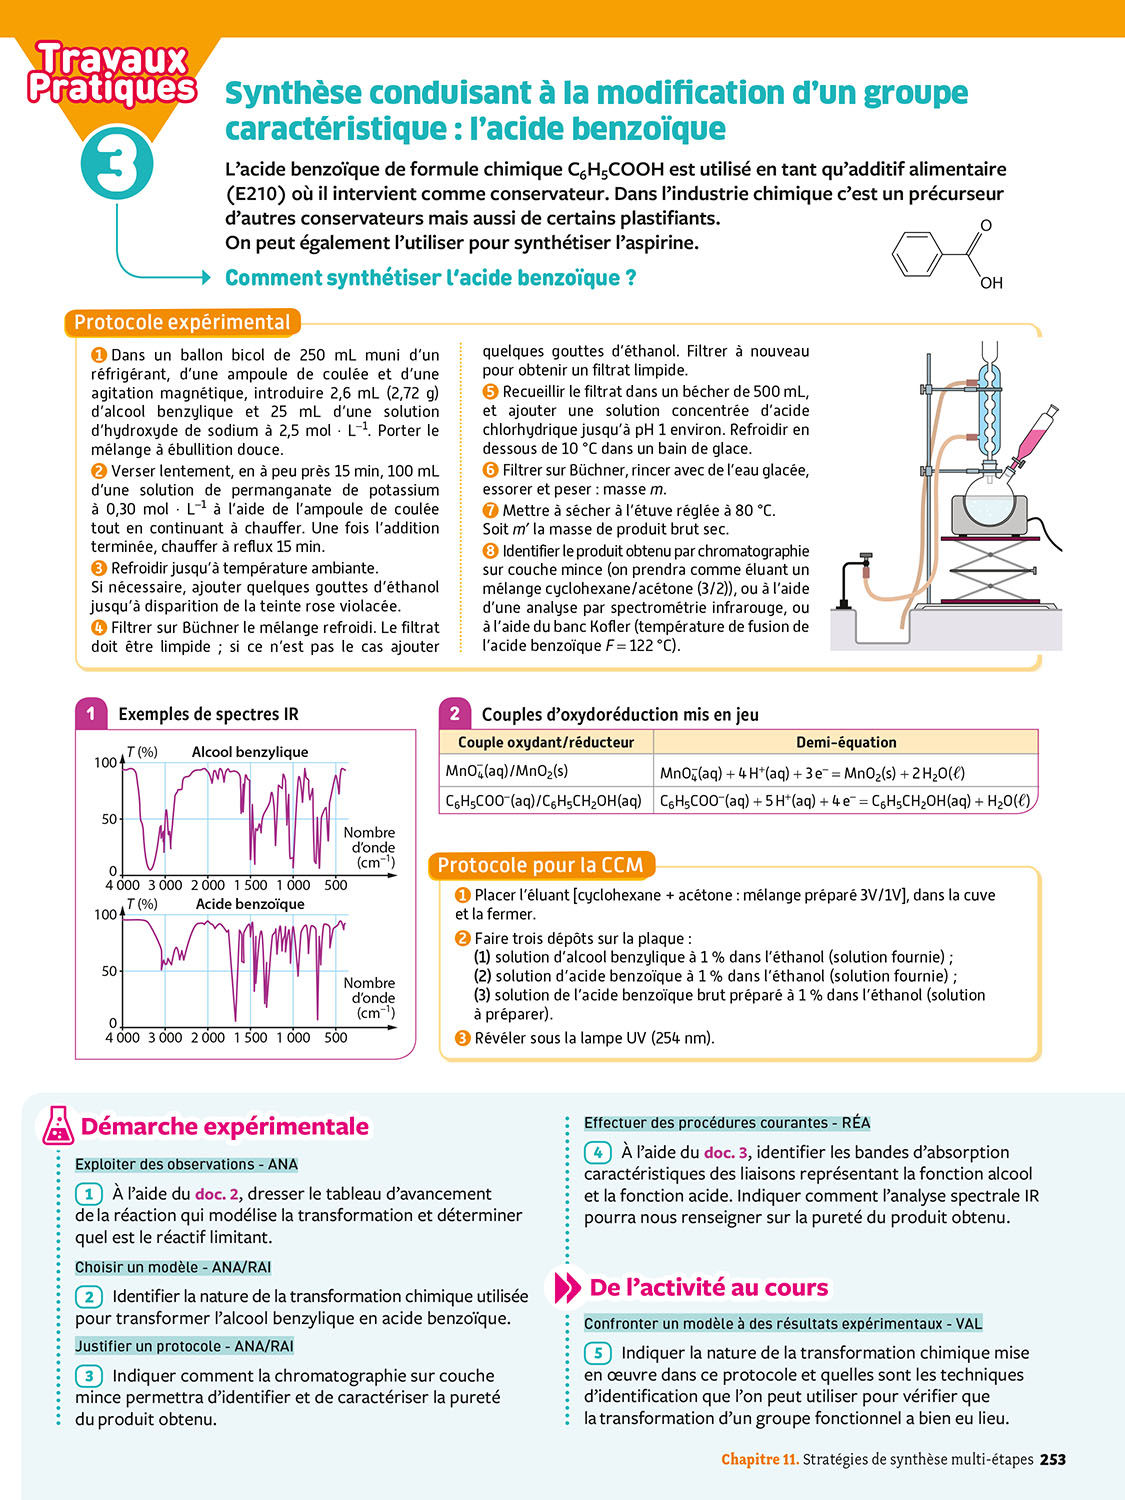 Travaux
Pratiques
3
Synthèse conduisant à la modification d'un groupe
caractéristique : l'acide benzoïque
L'acide benzoïque de formule chimique C₆H₅COOH est utilisé en tant qu'additif alimentaire
(E210) où il intervient comme conservateur. Dans l'industrie chimique c'est un précurseur
d'autres conservateurs mais aussi de certains plastifiants.
On peut également l'utiliser pour synthétiser l'aspirine.
O
OH
Comment synthétiser l'acide benzoïque ?
Protocole expérimental
1 Dans un ballon bicol de 250 mL muni d'un
réfrigérant, d'une ampoule de coulée et d'une
agitation magnétique, introduire 2,6 mL (2,72 g)
d'alcool benzylique et 25 mL d'une solution
d'hydroxyde de sodium à 2,5 mol · L⁻¹. Porter le
mélange à ébullition douce.
2 Verser lentement, en à peu près 15 min, 100 mL
d'une solution de permanganate de potassium
à 0,30 mol · L⁻¹ à l'aide de l'ampoule de coulée
tout en continuant à chauffer. Une fois l'addition
terminée, chauffer à reflux 15 min.
3 Refroidir jusqu'à température ambiante.
Si nécessaire, ajouter quelques gouttes d'éthanol
jusqu'à disparition de la teinte rose violacée.
4 Filtrer sur Büchner le mélange refroidi. Le filtrat
doit être limpide ; si ce n'est pas le cas ajouter
quelques gouttes d'éthanol. Filtrer à nouveau
pour obtenir un filtrat limpide.
5 Recueillir le filtrat dans un bécher de 500 mL,
et ajouter une solution concentrée d'acide
chlorhydrique jusqu'à pH 1 environ. Refroidir en
dessous de 10 °C dans un bain de glace.
6 Filtrer sur Büchner, rincer avec de l'eau glacée,
essorer et peser : masse m.
7 Mettre à sécher à l'étuve réglée à 80 °C.
Soit m' la masse de produit brut sec.
8 Identifier le produit obtenu par chromatographie
sur couche mince (on prendra comme éluant un
mélange cyclohexane/acétone (3/2)), ou à l'aide
d'une analyse par spectrométrie infrarouge, ou
à l'aide du banc Kofler (température de fusion de
l'acide benzoïque F = 122 °C).
1 Exemples de spectres IR
T (%) Alcool benzylique
100
50
0
Nombre
d'onde
(cm⁻¹)
4 000 3 000 2 000 1 500 1 000 500
T (%) Acide benzoïque
100
50
0
Nombre
d'onde
(cm⁻¹)
4 000 3 000 2 000 1 500 1 000 500
2 Couples d'oxydoréduction mis en jeu
Couple oxydant/réducteur Demi-équation
MnO₄⁻(aq)/MnO₂(s) MnO₄⁻(aq) + 4 H⁺(aq) + 3 e⁻ = MnO₂(s) + 2 H₂O(ℓ)
C₆H₅COO⁻(aq)/C₆H₅CH₂OH(aq) C₆H₅COO⁻(aq) + 5 H⁺(aq) + 4 e⁻ = C₆H₅CH₂OH(aq) + H₂O(ℓ)
Protocole pour la CCM
1 Placer l'éluant [cyclohexane + acétone : mélange préparé 3V/1V], dans la cuve
et la fermer.
2 Faire trois dépôts sur la plaque :
(1) solution d'alcool benzylique à 1 % dans l'éthanol (solution fournie) ;
(2) solution d'acide benzoïque à 1 % dans l'éthanol (solution fournie) ;
(3) solution de l'acide benzoïque brut préparé à 1 % dans l'éthanol (solution
à préparer).
3 Révéler sous la lampe UV (254 nm).
Démarche expérimentale
Exploiter des observations - ANA
1 À l'aide du doc. 2, dresser le tableau d'avancement
de la réaction qui modélise la transformation et déterminer
quel est le réactif limitant.
Choisir un modèle - ANA/RAI
2 Identifier la nature de la transformation chimique utilisée
pour transformer l'alcool benzylique en acide benzoïque.
Justifier un protocole - ANA/RAI
3 Indiquer comment la chromatographie sur couche
mince permettra d'identifier et de caractériser la pureté
du produit obtenu.
Effectuer des procédures courantes - RÉA
4 À l'aide du doc. 3, identifier les bandes d'absorption
caractéristiques des liaisons représentant la fonction alcool
et la fonction acide. Indiquer comment l'analyse spectrale IR
pourra nous renseigner sur la pureté du produit obtenu.
De l'activité au cours
Confronter un modèle à des résultats expérimentaux - VAL
5 Indiquer la nature de la transformation chimique mise
en œuvre dans ce protocole et quelles sont les techniques
d'identification que l'on peut utiliser pour vérifier que
la transformation d'un groupe fonctionnel a bien eu lieu.
Chapitre 11. Stratégies de synthèse multi-étapes 253